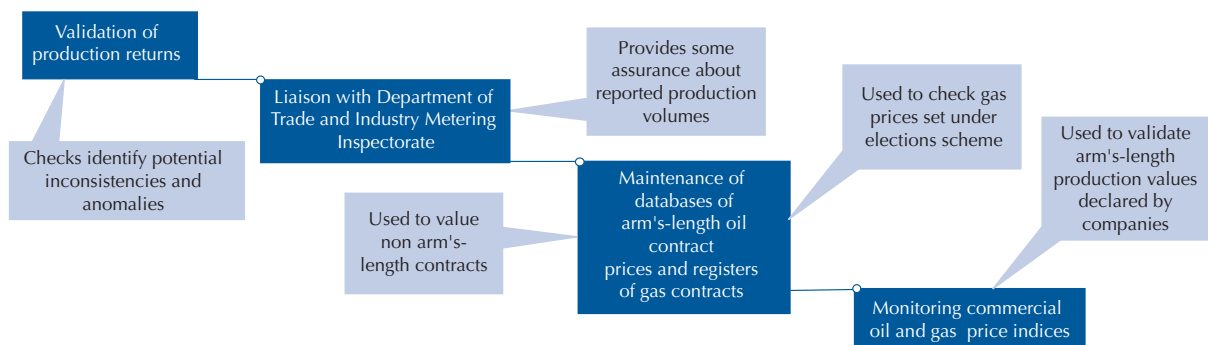 Validation of
production returns
Checks identify potential
inconsistencies and
anomalies
Liaison with Department of
Trade and Industry Metering
Inspectorate
Provides some
assurance about
reported production
volumes
Used to value
non arm's-
length contracts
Maintenance of
databases of
arm's-length oil
contract
prices and registers
of gas contracts
Used to check gas
prices set under
elections scheme
Used to validate
arm's-length
production values
declared by
companies
Monitoring commercial
oil and gas price indices